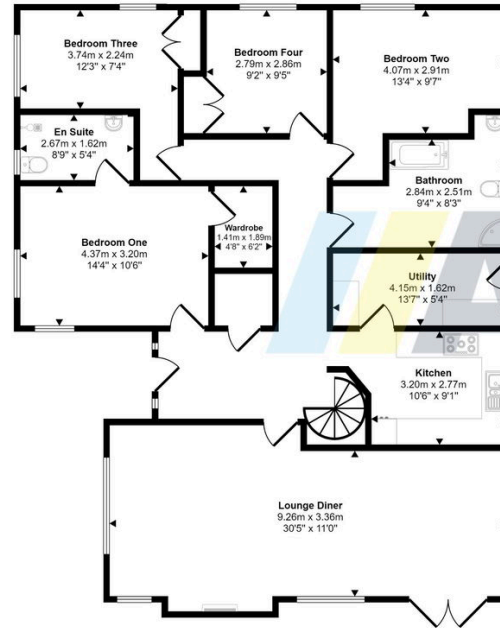 Bedroom Three
3.74m x 2.24m
12'3" x 7'4"
Bedroom Four
2.79m x 2.86m
9'2" x 9'5"
Bedroom Two
4.07m x 2.91m
13'4" x 9'7"
En Suite
2.67m x 1.62m
8'9" x 5'4"
Bathroom
2.84m x 2.51m
9'4" x 8'3"
Bedroom One
4.37m x 3.20m
14'4" x 10'6"
Wardrobe
1.41m x 1.89m
4'8" x 6'2"
Utility
4.15m x 1.62m
13'7" x 5'4"
Kitchen
3.20m x 2.77m
10'6" x 9'1"
Lounge Diner
9.26m x 3.36m
30'5" x 11'0"